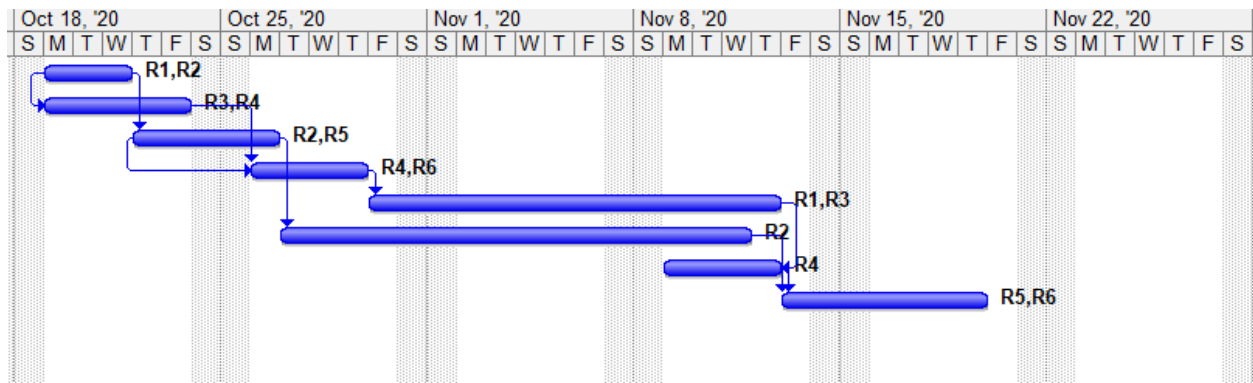 Oct 18, '20 Oct 25, '20 Nov 1, '20 Nov 8, '20 Nov 15, '20 Nov 22, '20
S M T W T F S S M T W T F S S M T W T F S S M T W T F S S M T W T F S S M T W T F S
R1,R2
R3,R4
R2,R5
R4,R6
R1,R3
R2
R4
R5,R6